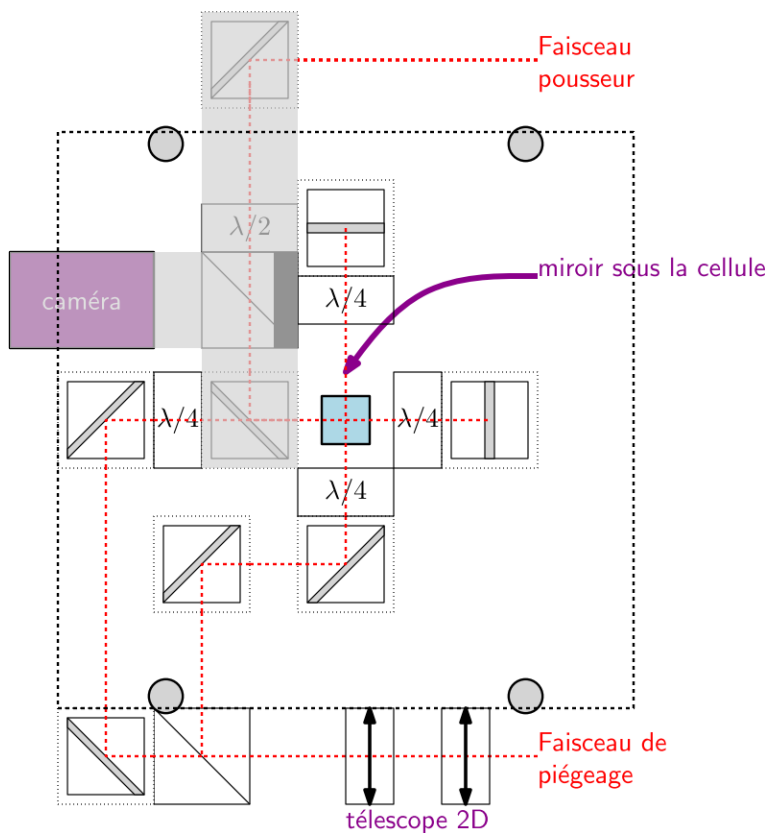 Faisceau
pousseur
λ/2
caméra
miroir sous la cellule
λ/4
λ/4
λ/4
λ/4
Faisceau de
piégeage
télescope 2D